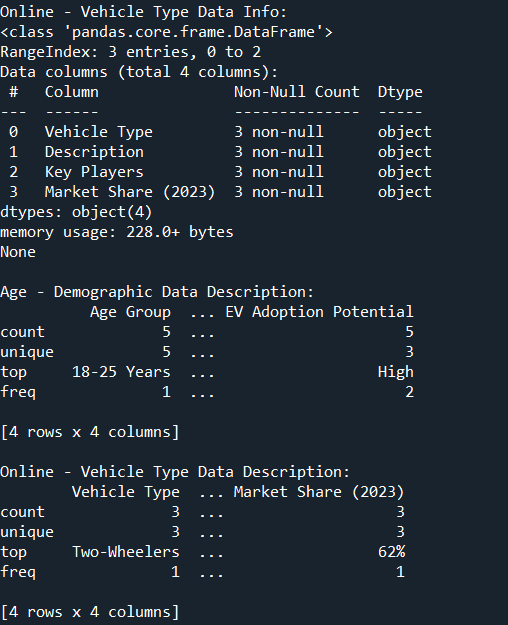 Online - Vehicle Type Data Info:
<class 'pandas.core.frame.DataFrame'>
RangeIndex: 3 entries, 0 to 2
Data columns (total 4 columns):
 #   Column               Non-Null Count  Dtype
---  ------               --------------  -----
 0   Vehicle Type         3 non-null      object
 1   Description          3 non-null      object
 2   Key Players          3 non-null      object
 3   Market Share (2023)  3 non-null      object
dtypes: object(4)
memory usage: 228.0+ bytes
None

Age - Demographic Data Description:
          Age Group  ... EV Adoption Potential
count             5  ...                     5
unique            5  ...                     3
top     18-25 Years  ...                  High
freq              1  ...                     2

[4 rows x 4 columns]

Online - Vehicle Type Data Description:
        Vehicle Type  ... Market Share (2023)
count              3  ...                   3
unique             3  ...                   3
top     Two-Wheelers  ...                 62%
freq               1  ...                   1

[4 rows x 4 columns]